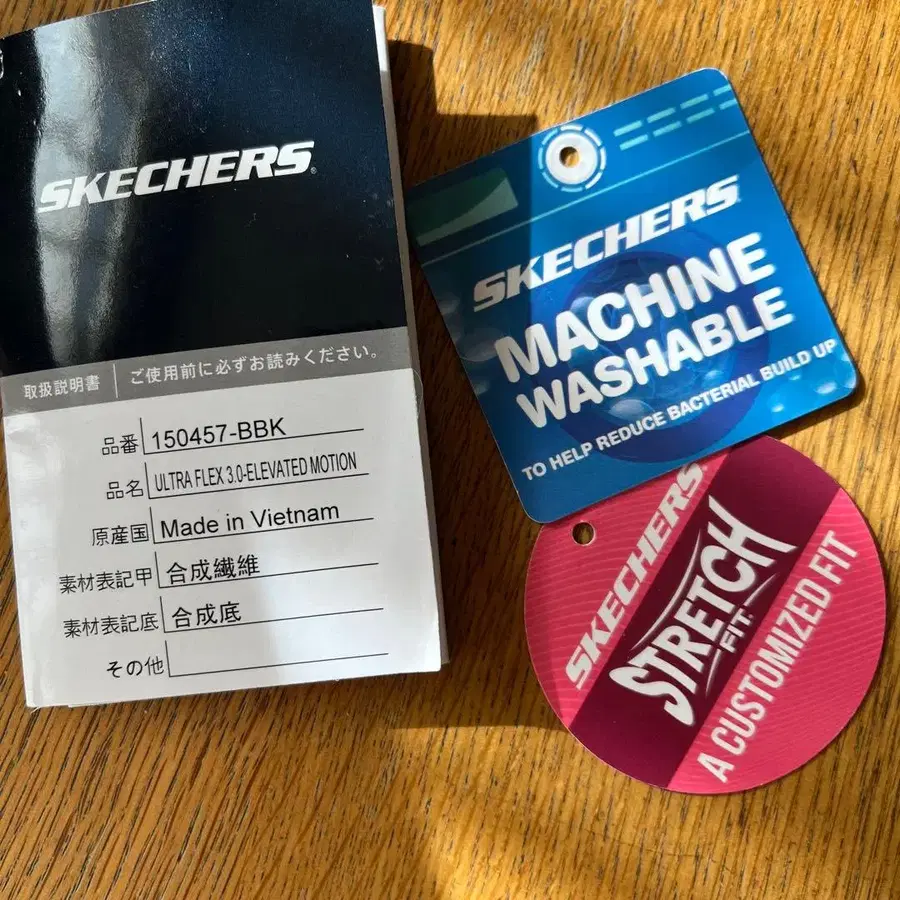 SKECHERS
取扱説明書 ご使用前に必ずお読みください。
品番 150457-BBK
品名 ULTRA FLEX 3.0-ELEVATED MOTION
原産国 Made in Vietnam
素材表記甲 合成繊維
素材表記底 合成底
その他
SKECHERS
MACHINE
WASHABLE
TO HELP REDUCE BACTERIAL BUILD UP
SKECHERS
STRETCH
FIT
A CUSTOMIZED FIT